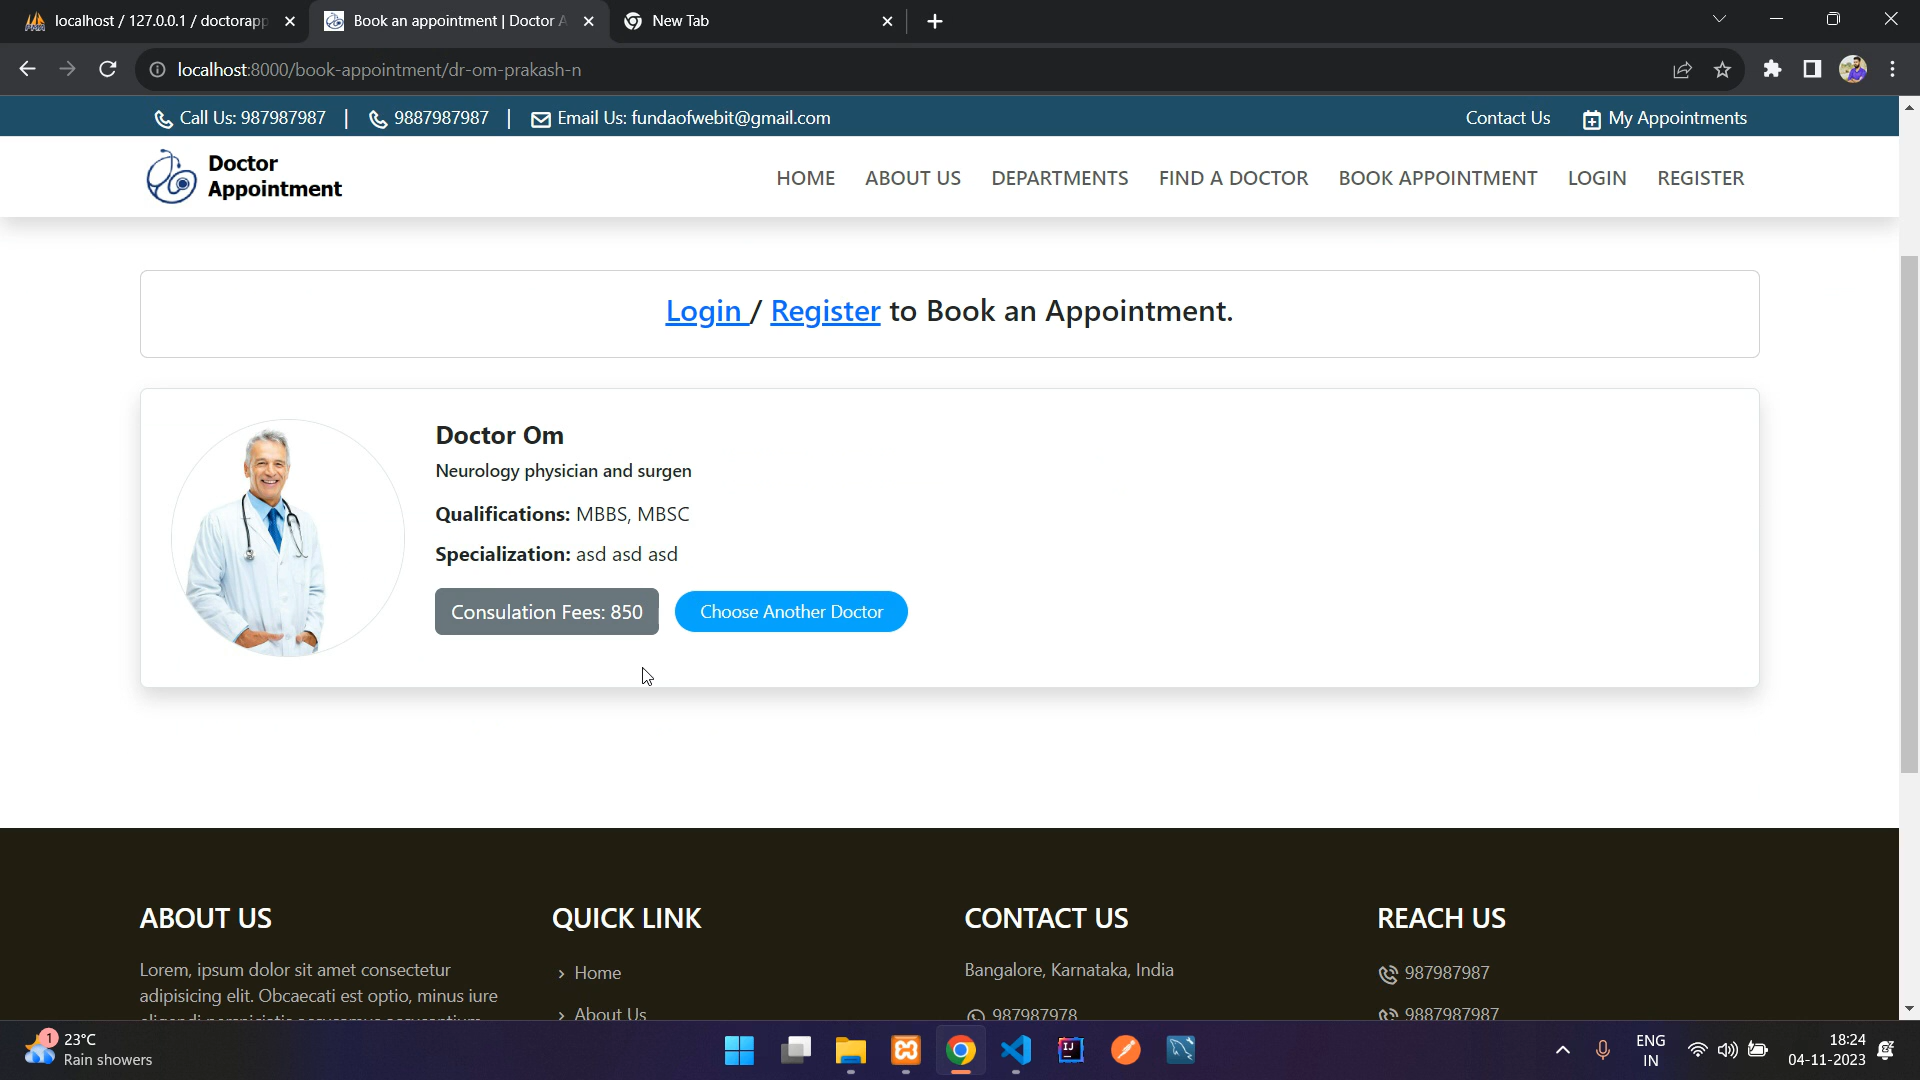 localhost / 127.0.0.1 / doctorapp
Book an appointment | Doctor A
New Tab
localhost:8000/book-appointment/dr-om-prakash-n
Call Us: 987987987 | 9887987987 | Email Us: fundaofwebit@gmail.com
Contact Us My Appointments
Doctor
Appointment
HOME ABOUT US DEPARTMENTS FIND A DOCTOR BOOK APPOINTMENT LOGIN REGISTER
Login / Register to Book an Appointment.
Doctor Om
Neurology physician and surgen
Qualifications: MBBS, MBSC
Specialization: asd asd asd
Consulation Fees: 850 Choose Another Doctor
ABOUT US
Lorem, ipsum dolor sit amet consectetur
adipisicing elit. Obcaecati est optio, minus iure
QUICK LINK
> Home
> About Us
CONTACT US
Bangalore, Karnataka, India
987987978
REACH US
987987987
9887987987
1
23°C
Rain showers
IJ
ENG
IN
18:24
04-11-2023